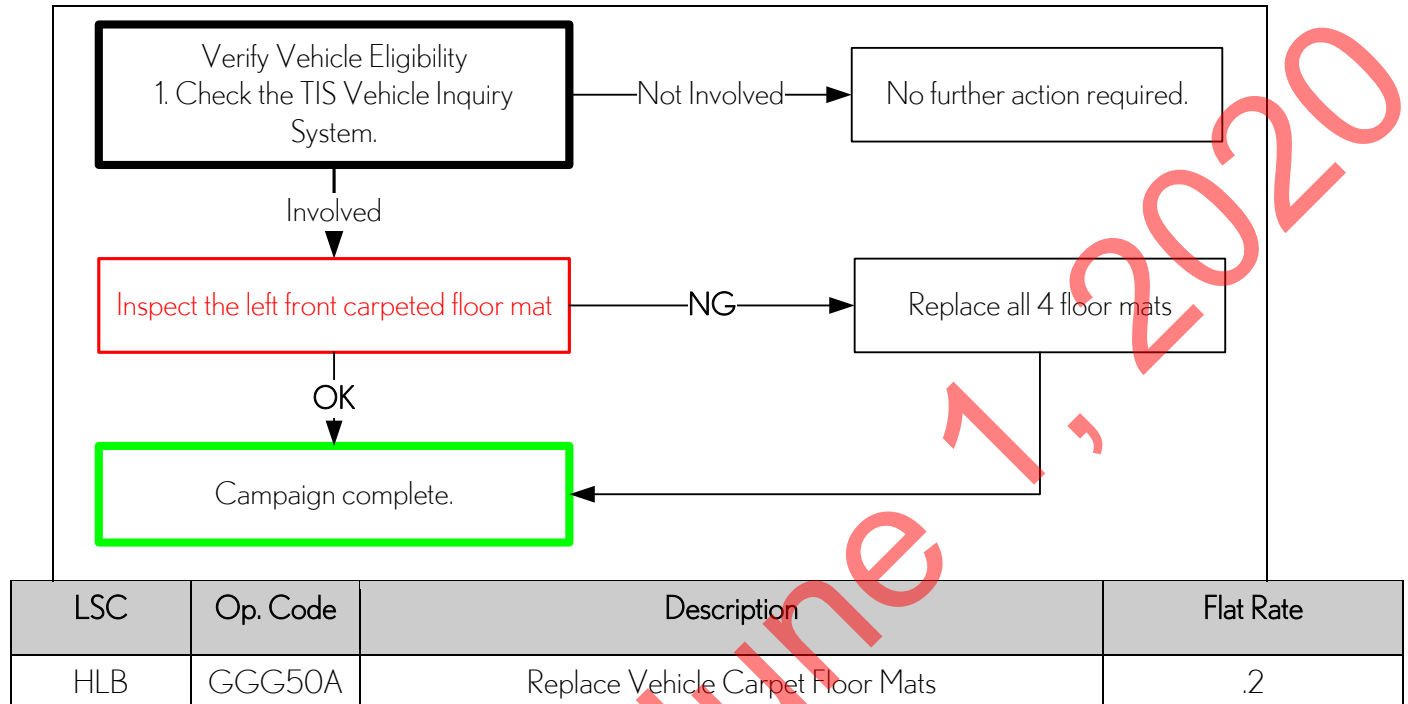 Verify Vehicle Eligibility
1. Check the TIS Vehicle Inquiry
System.
Not Involved
No further action required.
Involved
Inspect the left front carpeted floor mat
NG
Replace all 4 floor mats
OK
Campaign complete.
LSC Op. Code Description Flat Rate
HLB GGG50A Replace Vehicle Carpet Floor Mats .2
June 1, 2020